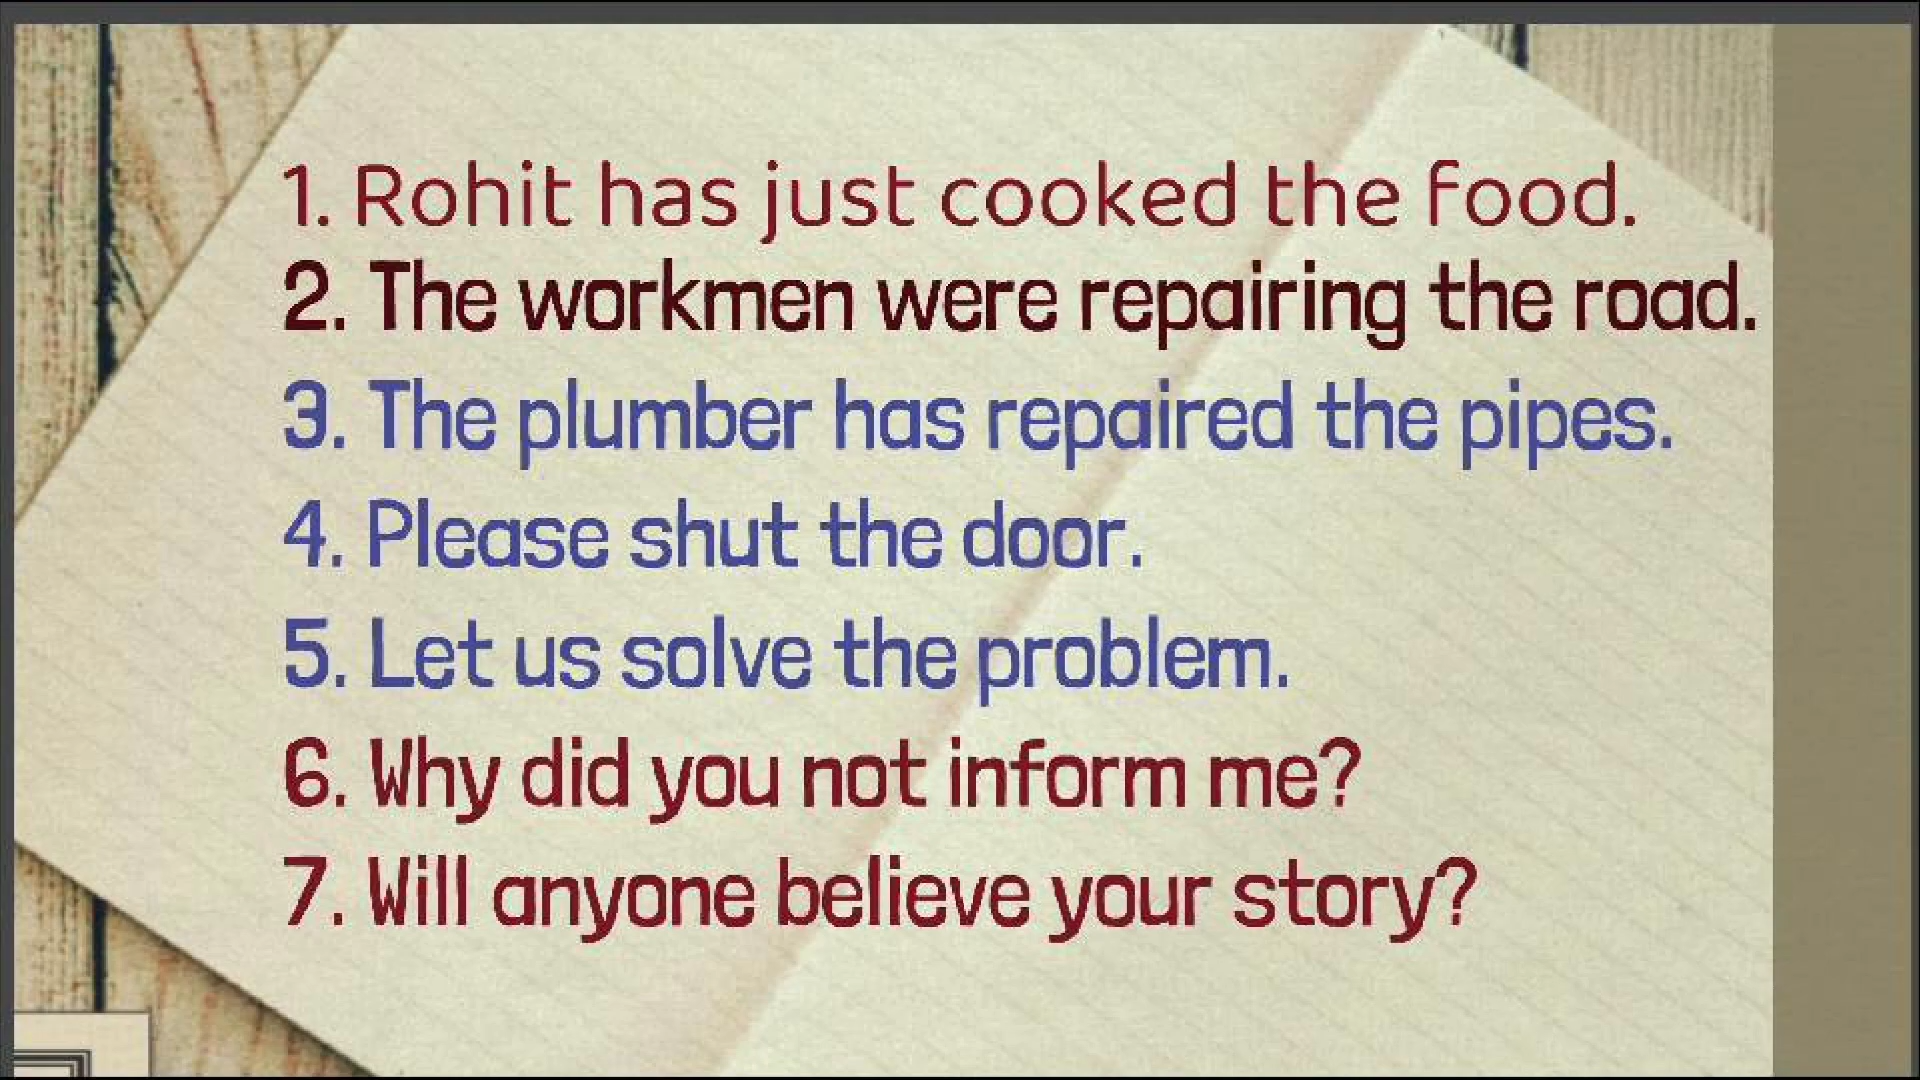 1. Rohit has just cooked the food.
2. The workmen were repairing the road.
3. The plumber has repaired the pipes.
4. Please shut the door.
5. Let us solve the problem.
6. Why did you not inform me?
7. Will anyone believe your story?